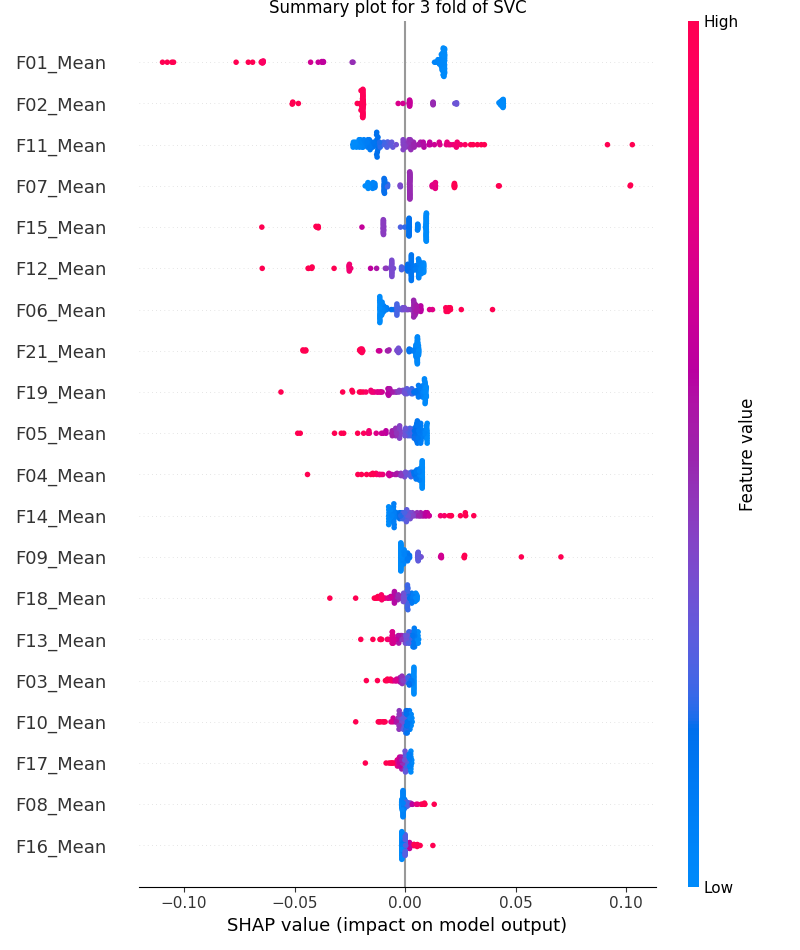 Summary plot for 3 fold of SVC
High
F01_Mean
F02_Mean
F11_Mean
F07_Mean
F15_Mean
F12_Mean
F06_Mean
F21_Mean
F19_Mean
F05_Mean
F04_Mean
F14_Mean
F09_Mean
F18_Mean
F13_Mean
F03_Mean
F10_Mean
F17_Mean
F08_Mean
F16_Mean
Feature value
Low
−0.10 −0.05 0.00 0.05 0.10
SHAP value (impact on model output)